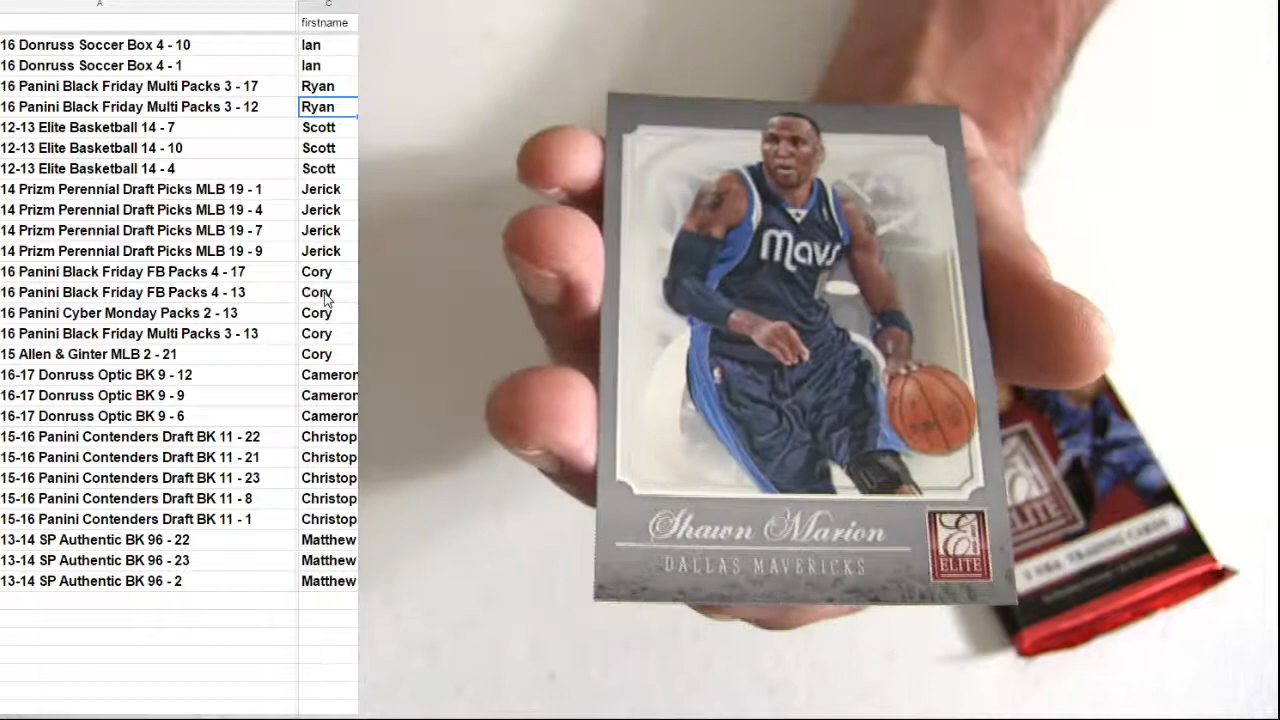 A C
firstname
16 Donruss Soccer Box 4 - 10 Ian
16 Donruss Soccer Box 4 - 1 Ian
16 Panini Black Friday Multi Packs 3 - 17 Ryan
16 Panini Black Friday Multi Packs 3 - 12 Ryan
12-13 Elite Basketball 14 - 7 Scott
12-13 Elite Basketball 14 - 10 Scott
12-13 Elite Basketball 14 - 4 Scott
14 Prizm Perennial Draft Picks MLB 19 - 1 Jerick
14 Prizm Perennial Draft Picks MLB 19 - 4 Jerick
14 Prizm Perennial Draft Picks MLB 19 - 7 Jerick
14 Prizm Perennial Draft Picks MLB 19 - 9 Jerick
16 Panini Black Friday FB Packs 4 - 17 Cory
16 Panini Black Friday FB Packs 4 - 13 Cory
16 Panini Cyber Monday Packs 2 - 13 Cory
16 Panini Black Friday Multi Packs 3 - 13 Cory
15 Allen & Ginter MLB 2 - 21 Cory
16-17 Donruss Optic BK 9 - 12 Cameron
16-17 Donruss Optic BK 9 - 9 Cameron
16-17 Donruss Optic BK 9 - 6 Cameron
15-16 Panini Contenders Draft BK 11 - 22 Christop
15-16 Panini Contenders Draft BK 11 - 21 Christop
15-16 Panini Contenders Draft BK 11 - 23 Christop
15-16 Panini Contenders Draft BK 11 - 8 Christop
15-16 Panini Contenders Draft BK 11 - 1 Christop
13-14 SP Authentic BK 96 - 22 Matthew
13-14 SP Authentic BK 96 - 23 Matthew
13-14 SP Authentic BK 96 - 2 Matthew
Mavs
Shawn Marion
DALLAS MAVERICKS
E
ELITE
ELITE
TRADING CARDS